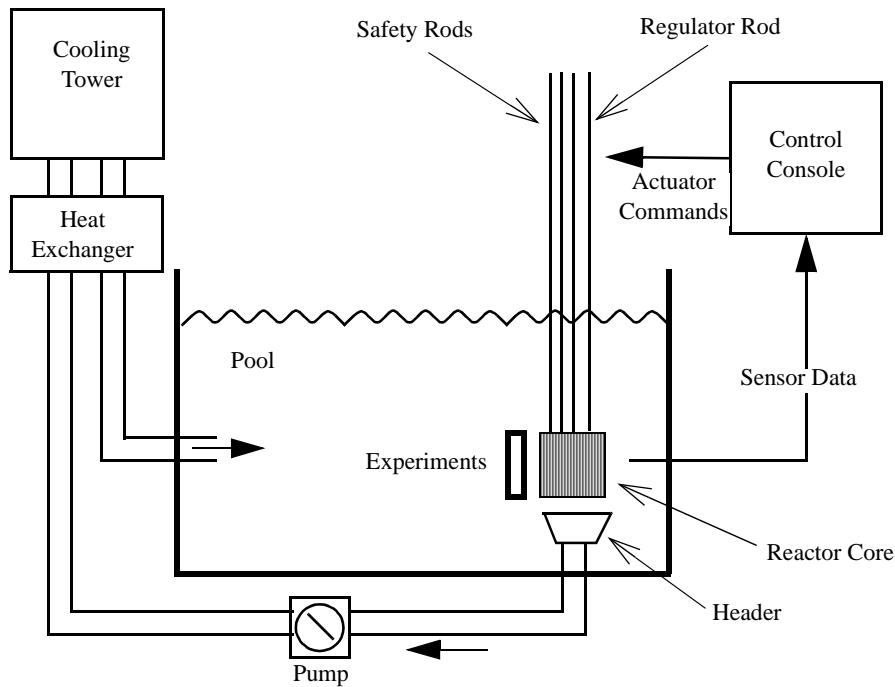 Cooling
Tower
Safety Rods
Regulator Rod
Control
Console
Actuator
Commands
Heat
Exchanger
Pool
Sensor Data
Experiments
Reactor Core
Header
Pump